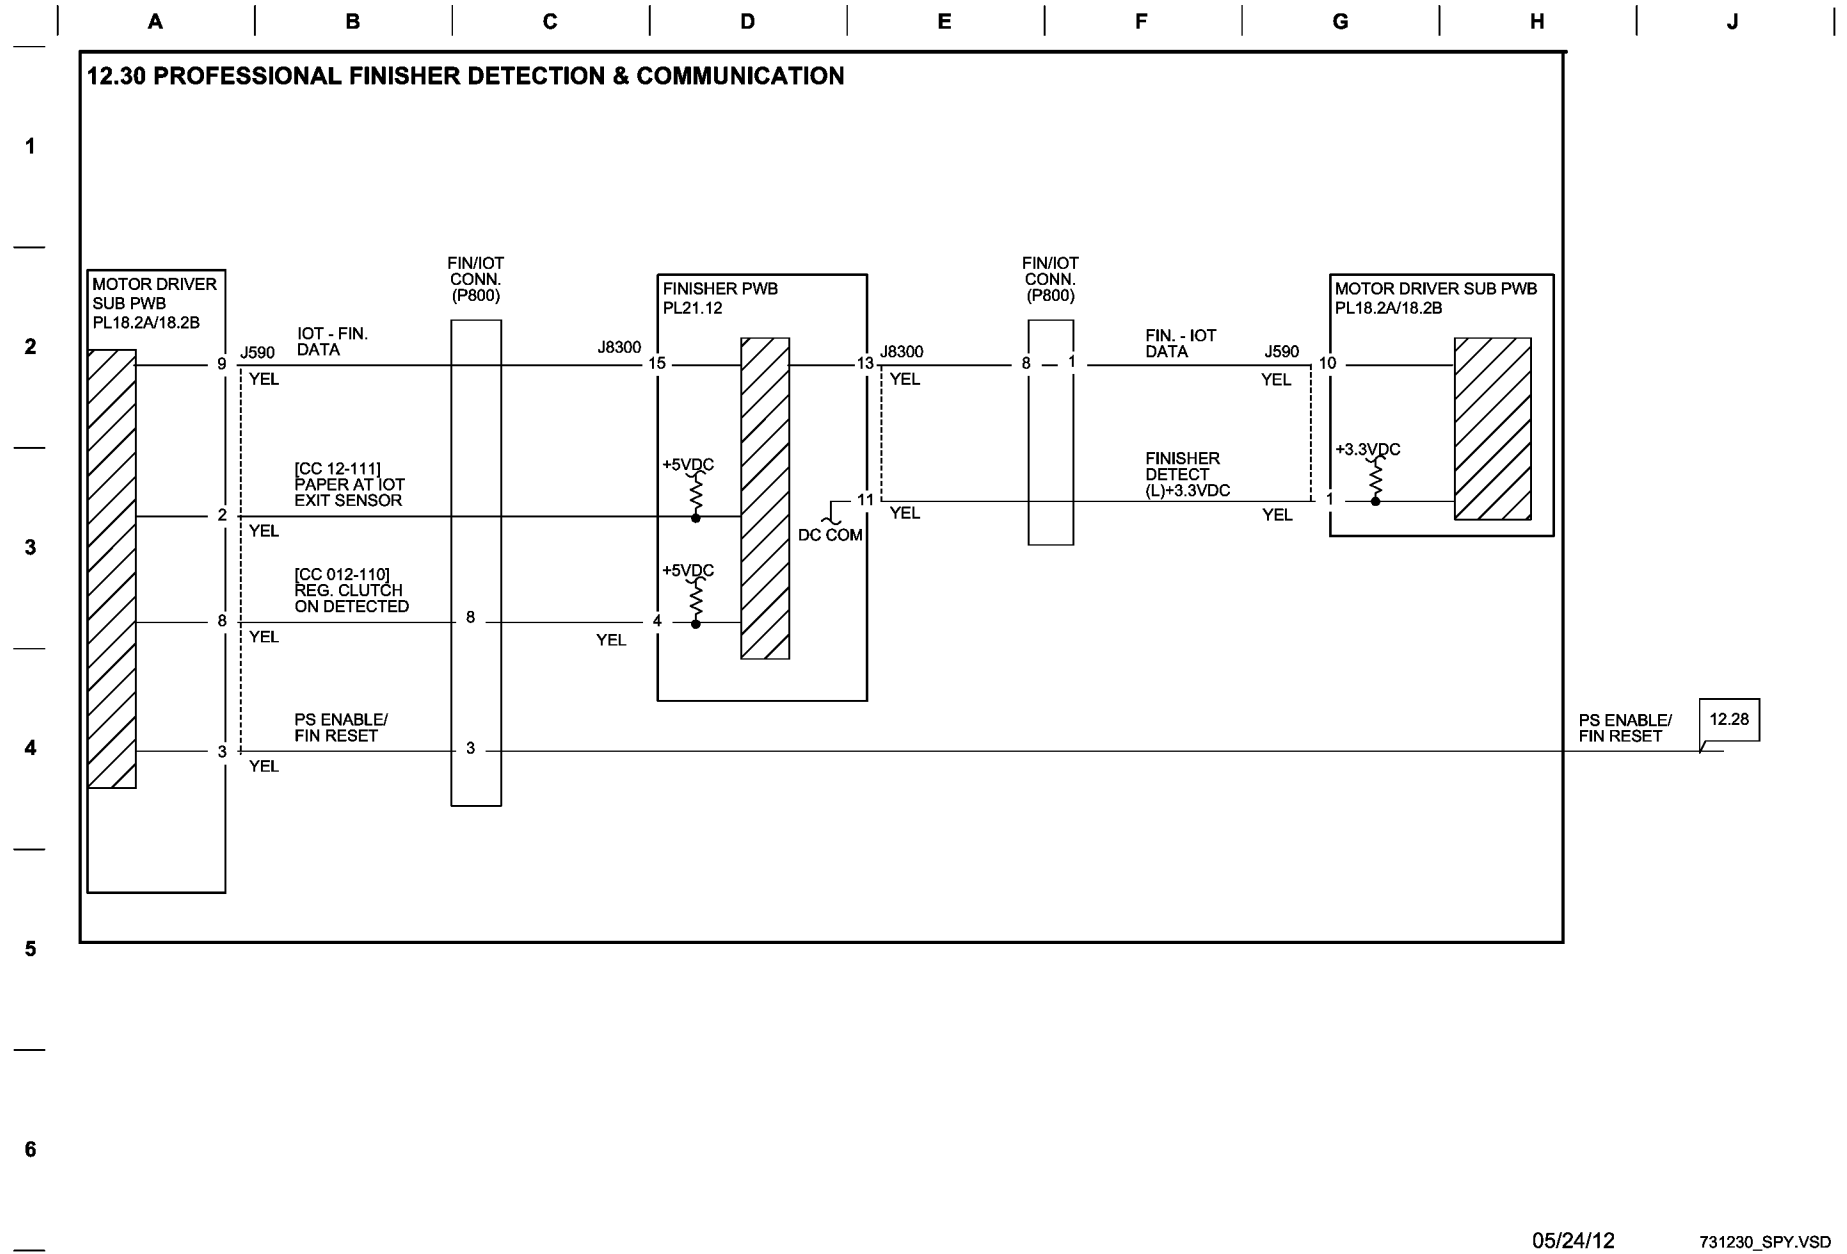 A B C D E F G H J
12.30 PROFESSIONAL FINISHER DETECTION & COMMUNICATION
1
2
3
4
5
6
MOTOR DRIVER
SUB PWB
PL18.2A/18.2B
9
J590
YEL
IOT - FIN.
DATA
FIN/IOT
CONN.
(P800)
J8300
15
FINISHER PWB
PL21.12
13
J8300
YEL
FIN/IOT
CONN.
(P800)
8
1
FIN. - IOT
DATA
J590
YEL
10
MOTOR DRIVER SUB PWB
PL18.2A/18.2B
2
YEL
[CC 12-111]
PAPER AT IOT
EXIT SENSOR
+5VDC
DC COM
11
YEL
FINISHER
DETECT
(L)+3.3VDC
YEL
1
+3.3VDC
8
YEL
[CC 012-110]
REG. CLUTCH
ON DETECTED
8
YEL
4
+5VDC
3
YEL
PS ENABLE/
FIN RESET
3
PS ENABLE/
FIN RESET
12.28
05/24/12
731230_SPY.VSD